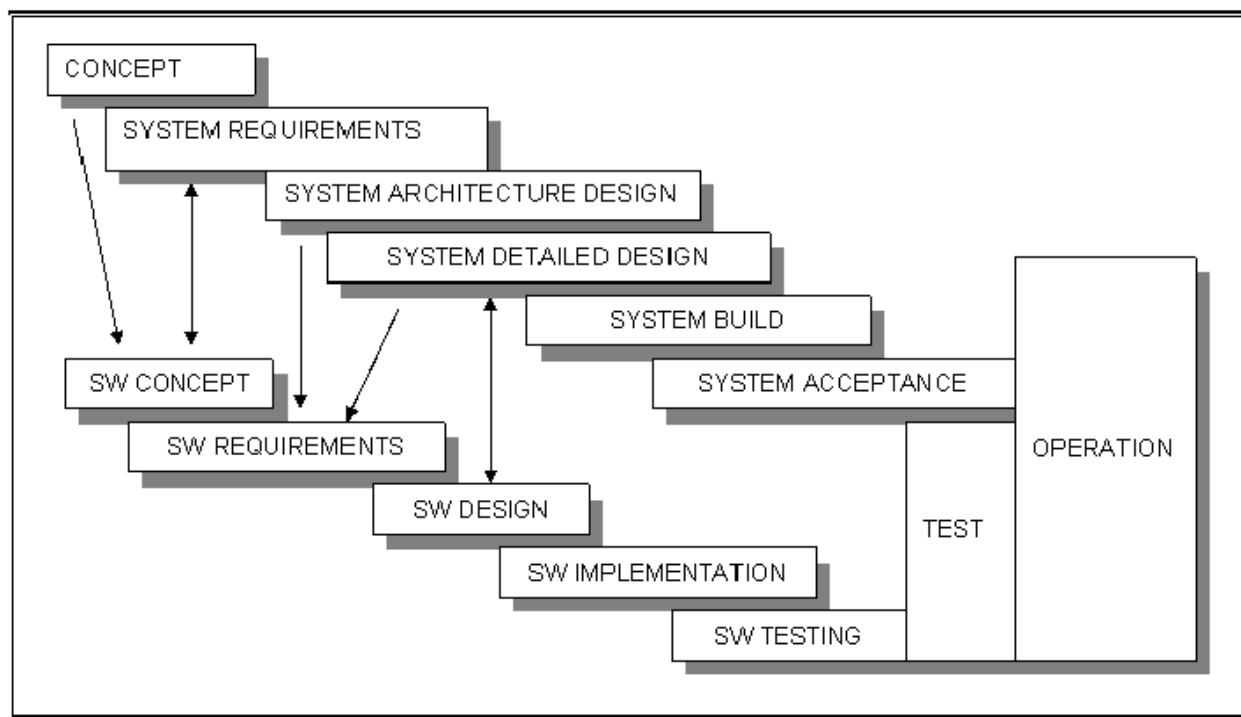 CONCEPT
SYSTEM REQUIREMENTS
SYSTEM ARCHITECTURE DESIGN
SYSTEM DETAILED DESIGN
SYSTEM BUILD
SYSTEM ACCEPTANCE
SW CONCEPT
SW REQUIREMENTS
SW DESIGN
SW IMPLEMENTATION
SW TESTING
TEST
OPERATION